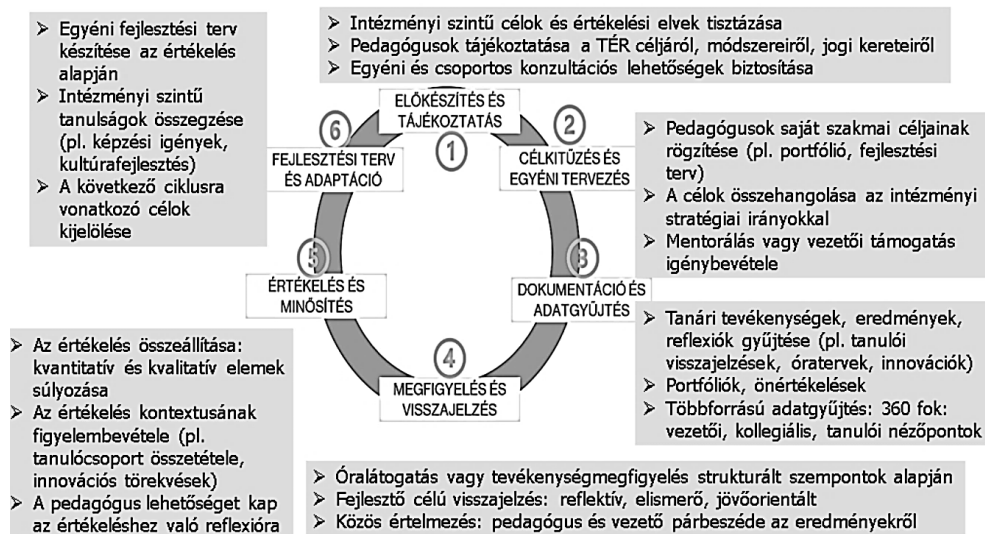 ➢ Intézményi szintű célok és értékelési elvek tisztázása
➢ Pedagógusok tájékoztatása a TÉR céljáról, módszereiről, jogi kereteiről
➢ Egyéni és csoportos konzultációs lehetőségek biztosítása
ELŐKÉSZÍTÉS ÉS
TÁJÉKOZTATÁS
1
2
CÉLKITŰZÉS ÉS
EGYÉNI TERVEZÉS
➢ Pedagógusok saját szakmai céljainak
rögzítése (pl. portfólió, fejlesztési
terv)
➢ A célok összehangolása az intézményi
stratégiai irányokkal
➢ Mentorálás vagy vezetői támogatás
igénybevétele
3
DOKUMENTÁCIÓ ÉS
ADATGYŰJTÉS
➢ Tanári tevékenységek, eredmények,
reflexiók gyűjtése (pl. tanulói
visszajelzések, óratervek, innovációk)
➢ Portfóliók, önértékelések
➢ Többforrású adatgyűjtés: 360 fok:
vezetői, kollegiális, tanulói nézőpontok
4
MEGFIGYELÉS ÉS
VISSZAJELZÉS
➢ Óralátogatás vagy tevékenységmegfigyelés strukturált szempontok alapján
➢ Fejlesztő célú visszajelzés: reflektív, elismerő, jövőorientált
➢ Közös értelmezés: pedagógus és vezető párbeszéde az eredményekről
5
ÉRTÉKELÉS ÉS
MINŐSÍTÉS
➢ Az értékelés összeállítása:
kvantitatív és kvalitatív elemek
súlyozása
➢ Az értékelés kontextusának
figyelembevétele (pl.
tanulócsoport összetétele,
innovációs törekvések)
➢ A pedagógus lehetőséget kap
az értékeléshez való reflexióra
6
FEJLESZTÉSI TERV
ÉS ADAPTÁCIÓ
➢ Egyéni fejlesztési terv
készítése az értékelés
alapján
➢ Intézményi szintű
tanulságok összegzése
(pl. képzési igények,
kultúrafejlesztés)
➢ A következő ciklusra
vonatkozó célok
kijelölése